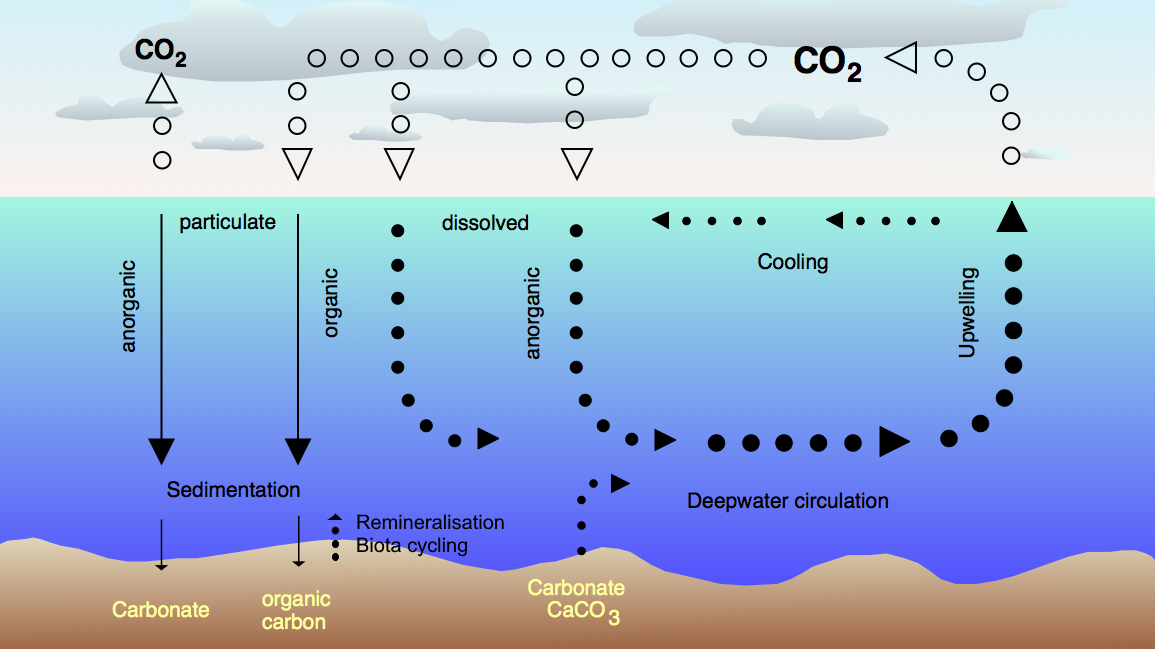 CO2
CO2
particulate
dissolved
anorganic
organic
anorganic
Cooling
Upwelling
Sedimentation
Deepwater circulation
Remineralisation
Biota cycling
Carbonate
organic
carbon
Carbonate
CaCO3